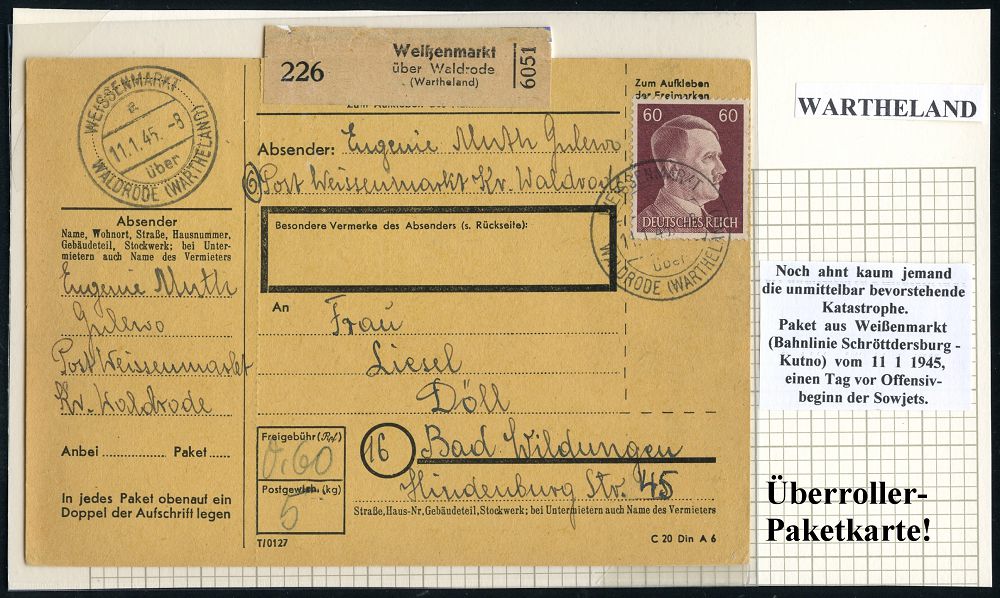 226
Weißenmarkt
über Waldrode
(Wartheland)
6051
WEISSENMARKT
a
11.1.45.-8
über
WALDRODE (WARTHELAND)
Zum Aufkleben
der Freimarken
60 60
DEUTSCHES REICH
WEISSENMARKT
über
WALDRODE (WARTHELAND)
Absender: Eugenie Muth Gulewo
Post Weissenmarkt Kr. Waldrode
Besondere Vermerke des Absenders (s. Rückseite):
Absender
Name, Wohnort, Straße, Hausnummer,
Gebäudeteil, Stockwerk; bei Unter-
mietern auch Name des Vermieters
Eugenie Muth
Gulewo
Post Weissenmarkt
Kr. Waldrode
Anbei ............ Paket......
In jedes Paket obenauf ein
Doppel der Aufschrift legen
An Frau
Liesel
Döll
16 Bad Wildungen
Hindenburg Str. 45
Freigebühr (Rpf)
0,60
Postgewich. (kg)
5
Straße, Haus-Nr, Gebäudeteil, Stockwerk; bei Untermietern auch Name des Vermieters
T/0127
C 20 Din A 6
WARTHELAND
Noch ahnt kaum jemand
die unmittelbar bevorstehende
Katastrophe.
Paket aus Weißenmarkt
(Bahnlinie Schröttdersburg -
Kutno) vom 11 1 1945,
einen Tag vor Offensiv-
beginn der Sowjets.
Überroller-
Paketkarte!